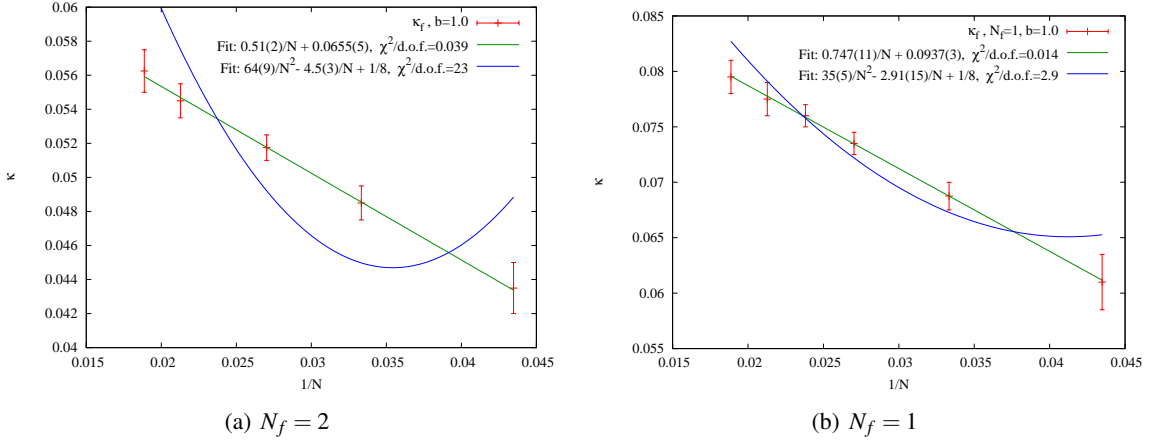 κ_f , b=1.0
Fit: 0.51(2)/N + 0.0655(5), χ²/d.o.f.=0.039
Fit: 64(9)/N²- 4.5(3)/N + 1/8, χ²/d.o.f.=23
0.06
0.058
0.056
0.054
0.052
0.05
0.048
0.046
0.044
0.042
0.04
κ
0.015 0.02 0.025 0.03 0.035 0.04 0.045
1/N
(a) N_f = 2
κ_f , N_f=1, b=1.0
Fit: 0.747(11)/N + 0.0937(3), χ²/d.o.f.=0.014
Fit: 35(5)/N²- 2.91(15)/N + 1/8, χ²/d.o.f.=2.9
0.085
0.08
0.075
0.07
0.065
0.06
0.055
κ
0.015 0.02 0.025 0.03 0.035 0.04 0.045
1/N
(b) N_f = 1